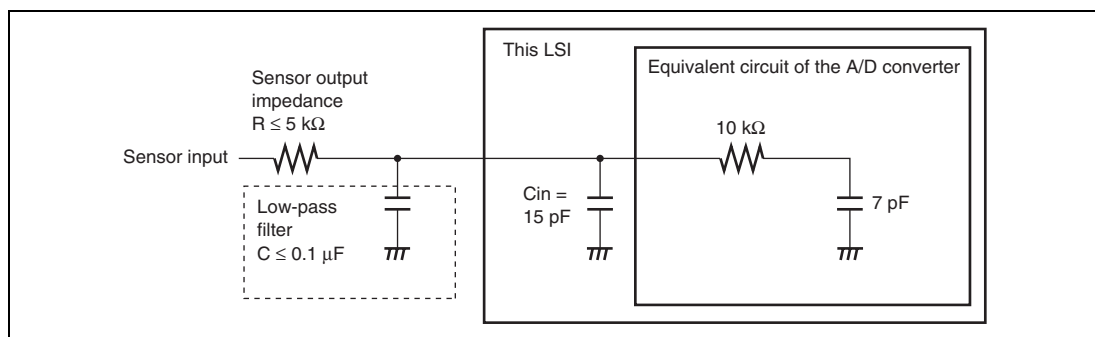 This LSI
Equivalent circuit of the A/D converter
Sensor output
impedance
R ≤ 5 kΩ
10 kΩ
Sensor input
Low-pass
filter
C ≤ 0.1 μF
Cin =
15 pF
7 pF